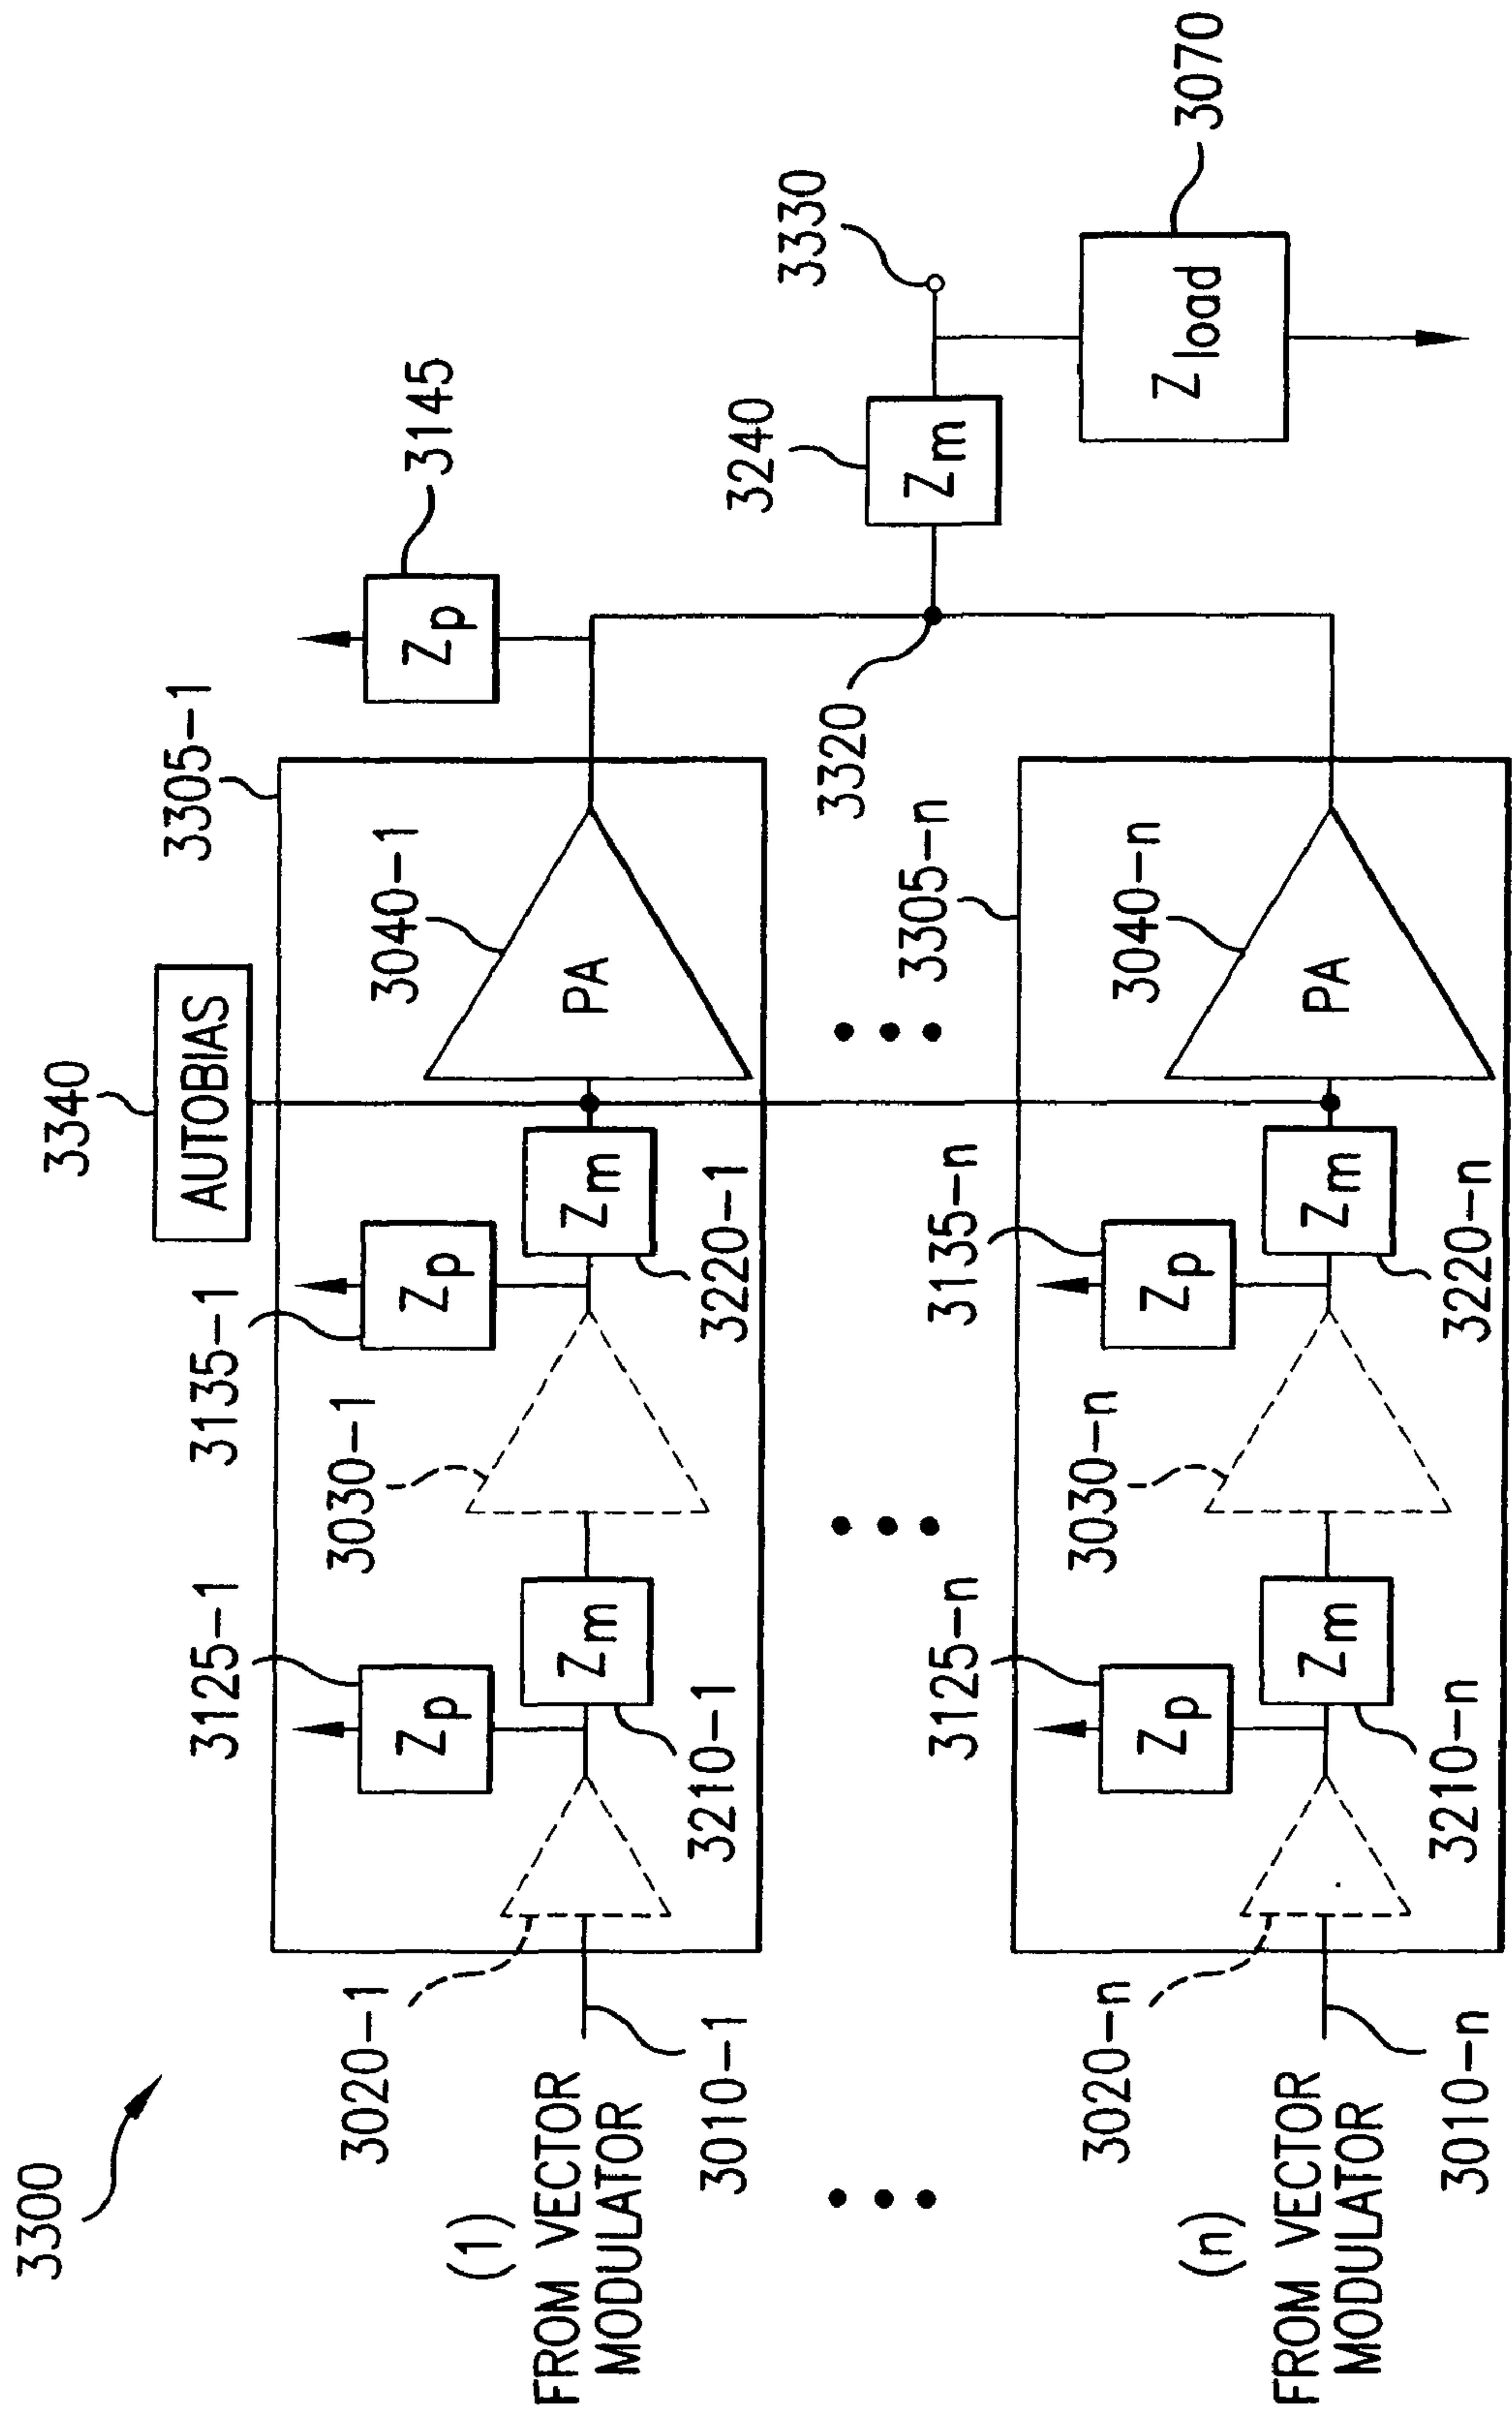 3300
3340
AUTOBIAS
3305-1
3145
Zp
3125-1
Zp
3135-1
Zp
3030-1
3040-1
3020-1
(1)
FROM VECTOR
MODULATOR
3010-1
3210-1
Zm
3220-1
Zm
PA
3320
3240
Zm
3330
3070
Zload
3305-n
3125-n
Zp
3135-n
Zp
3030-n
3040-n
3020-n
(n)
FROM VECTOR
MODULATOR
3010-n
3210-n
Zm
3220-n
Zm
PA